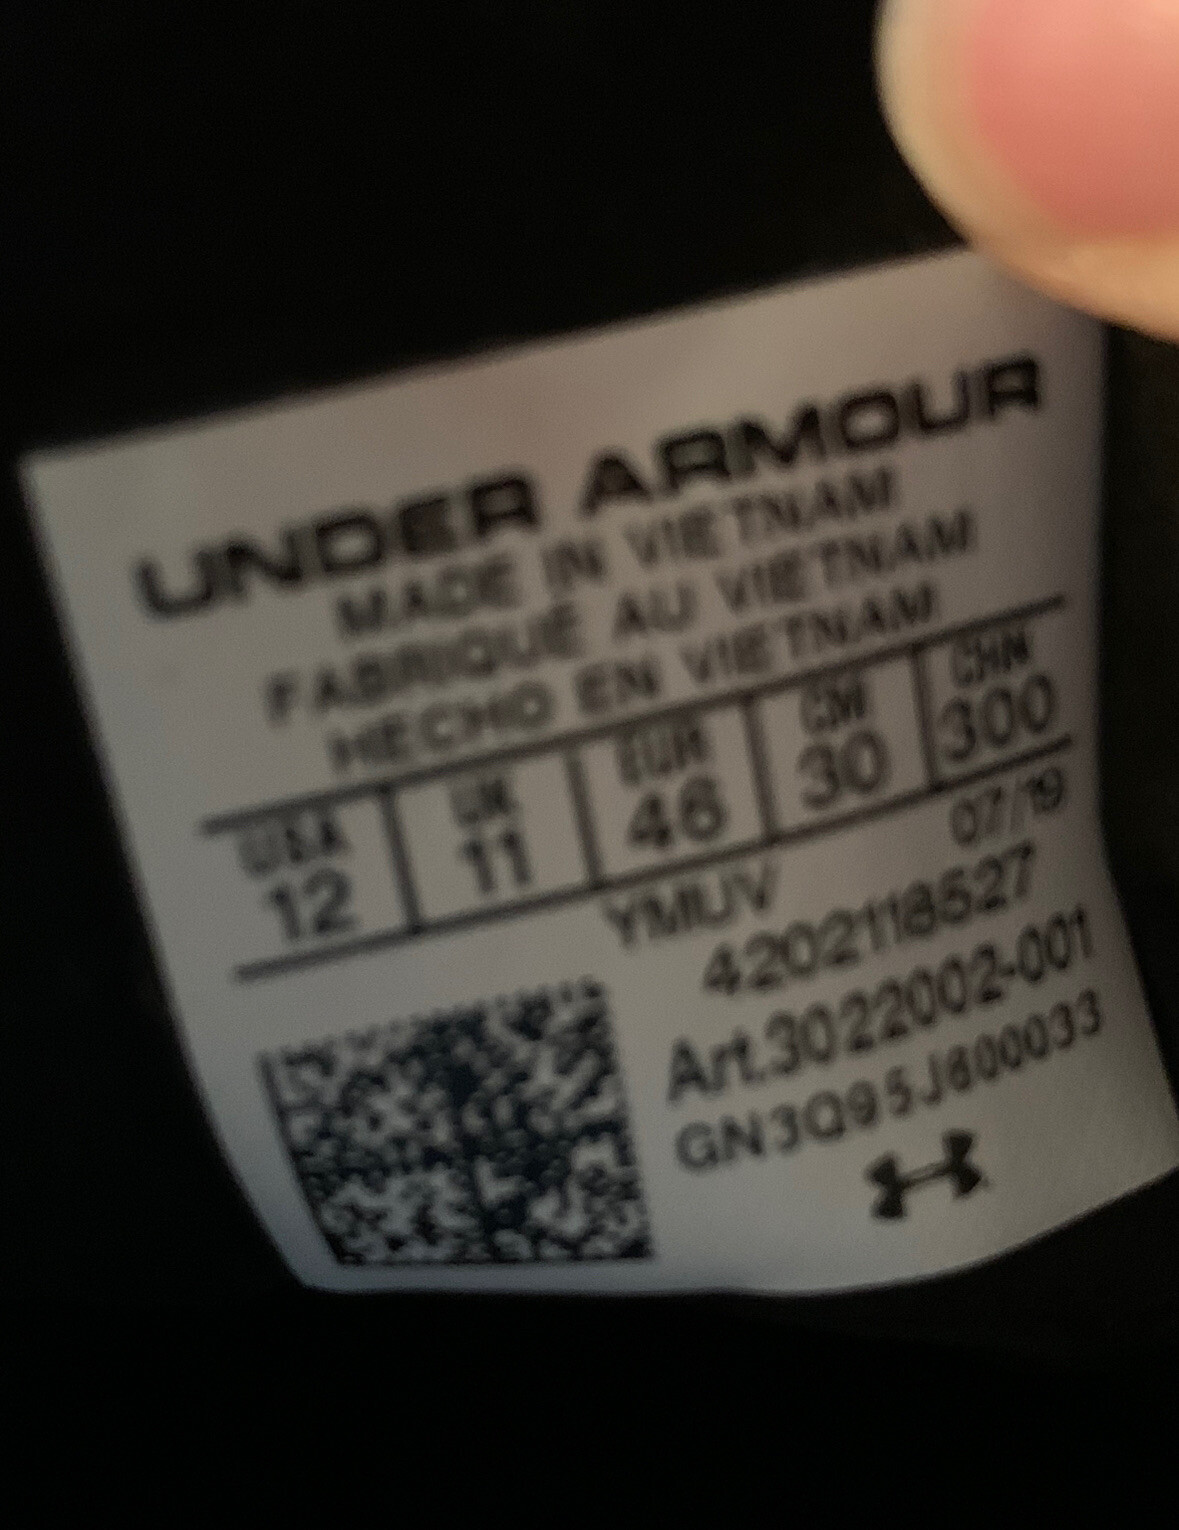 UNDER ARMOUR
MADE IN VIETNAM
FABRIQUÉ AU VIETNAM
HECHO EN VIETNAM
USA UK EUR CM CHN
12 11 46 30 300
YMUV 07/19
4202118527
Art.3022002-001
GN3Q95J600033